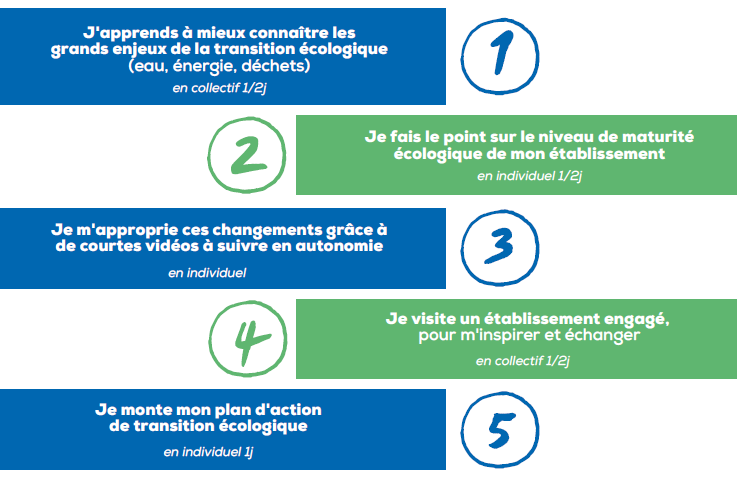 J'apprends à mieux connaître les
grands enjeux de la transition écologique
(eau, énergie, déchets)
en collectif 1/2j
1
2
Je fais le point sur le niveau de maturité
écologique de mon établissement
en individuel 1/2j
Je m'approprie ces changements grâce à
de courtes vidéos à suivre en autonomie
en individuel
3
4
Je visite un établissement engagé,
pour m'inspirer et échanger
en collectif 1/2j
Je monte mon plan d'action
de transition écologique
en individuel 1j
5